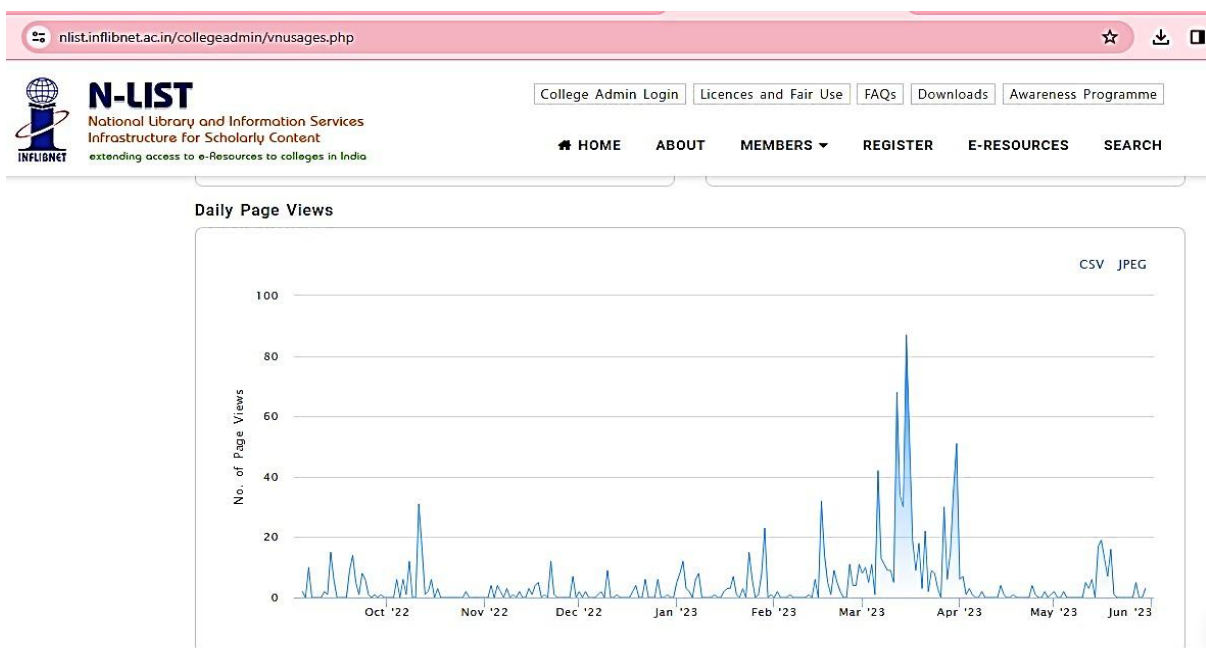 nlist.inflibnet.ac.in/collegeadmin/vnusages.php
N-LIST
National Library and Information Services
Infrastructure for Scholarly Content
extending access to e-Resources to colleges in India
INFLIBNET
College Admin Login Licences and Fair Use FAQs Downloads Awareness Programme
HOME ABOUT MEMBERS REGISTER E-RESOURCES SEARCH
Daily Page Views
CSV JPEG
100
80
60
40
20
0
No. of Page Views
Oct '22 Nov '22 Dec '22 Jan '23 Feb '23 Mar '23 Apr '23 May '23 Jun '23